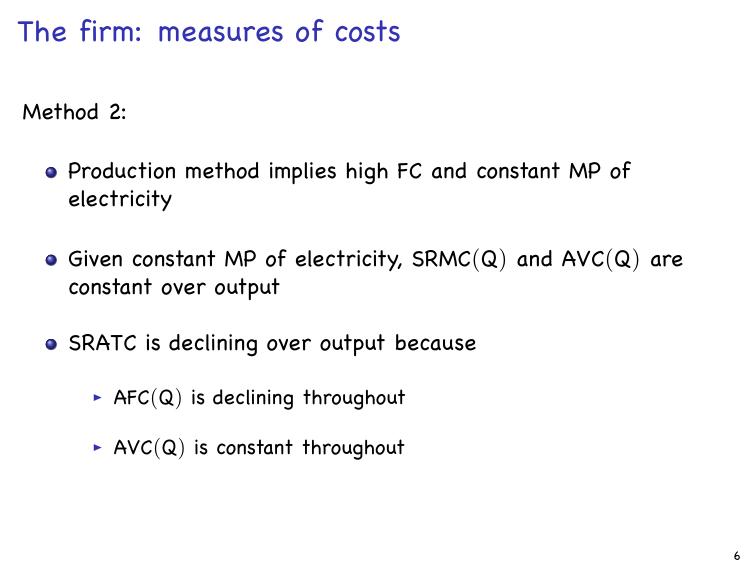 The firm: measures of costs
Method 2:
Production method implies high FC and constant MP of
electricity
Given constant MP of electricity, SRMC(Q) and AVC(Q) are
constant over output
SRATC is declining over output because
AFC(Q) is declining throughout
AVC(Q) is constant throughout
6